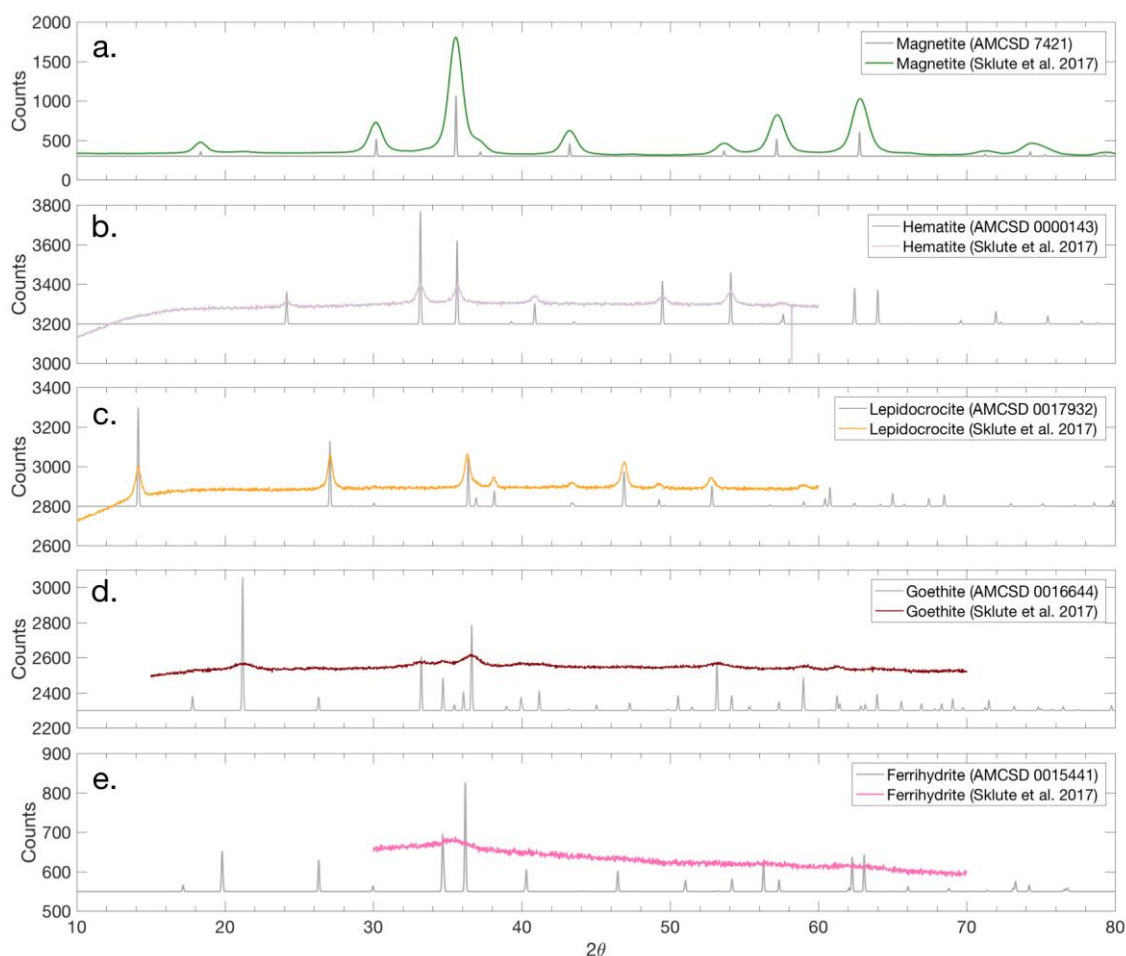 a.
2000
1500
1000
500
0
Counts
Magnetite (AMCSD 7421)
Magnetite (Sklute et al. 2017)
b.
3800
3600
3400
3200
3000
Counts
Hematite (AMCSD 0000143)
Hematite (Sklute et al. 2017)
c.
3400
3200
3000
2800
2600
Counts
Lepidocrocite (AMCSD 0017932)
Lepidocrocite (Sklute et al. 2017)
d.
3000
2800
2600
2400
2200
Counts
Goethite (AMCSD 0016644)
Goethite (Sklute et al. 2017)
e.
900
800
700
600
500
Counts
Ferrihydrite (AMCSD 0015441)
Ferrihydrite (Sklute et al. 2017)
10 20 30 40 50 60 70 80
2θ